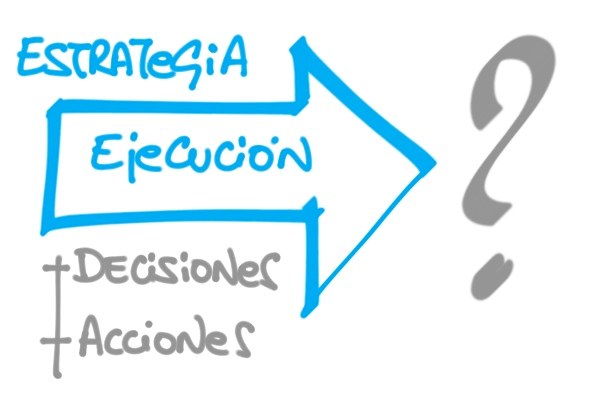 ESTRATEGiA
EjeCUCiÓN
DECiSiONeS
ACCiONeS
?